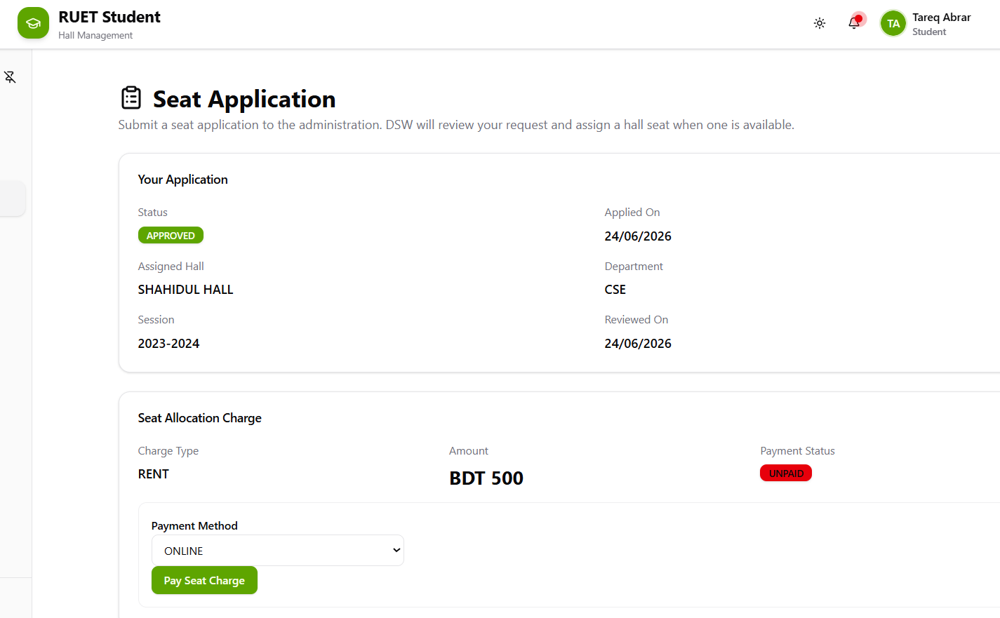 RUET Student
Hall Management
TA
Tareq Abrar
Student
Seat Application
Submit a seat application to the administration. DSW will review your request and assign a hall seat when one is available.
Your Application
Status
APPROVED
Applied On
24/06/2026
Assigned Hall
SHAHIDUL HALL
Department
CSE
Session
2023-2024
Reviewed On
24/06/2026
Seat Allocation Charge
Charge Type
RENT
Amount
BDT 500
Payment Status
UNPAID
Payment Method
ONLINE
Pay Seat Charge